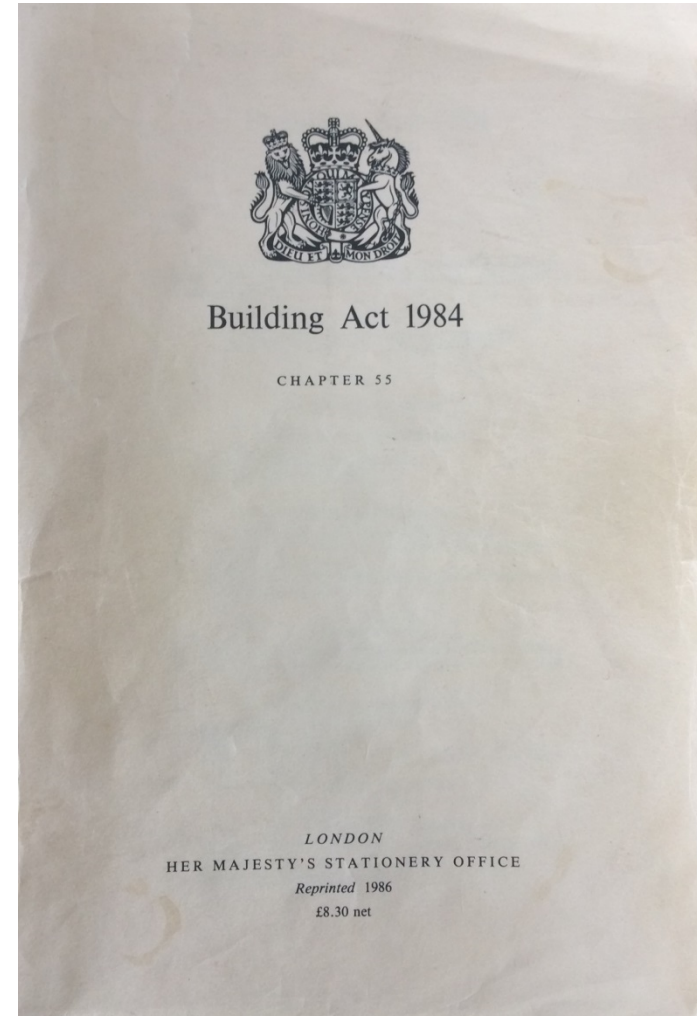 DIEU ET MON DROIT
Building Act 1984
CHAPTER 55
LONDON
HER MAJESTY'S STATIONERY OFFICE
Reprinted 1986
£8.30 net